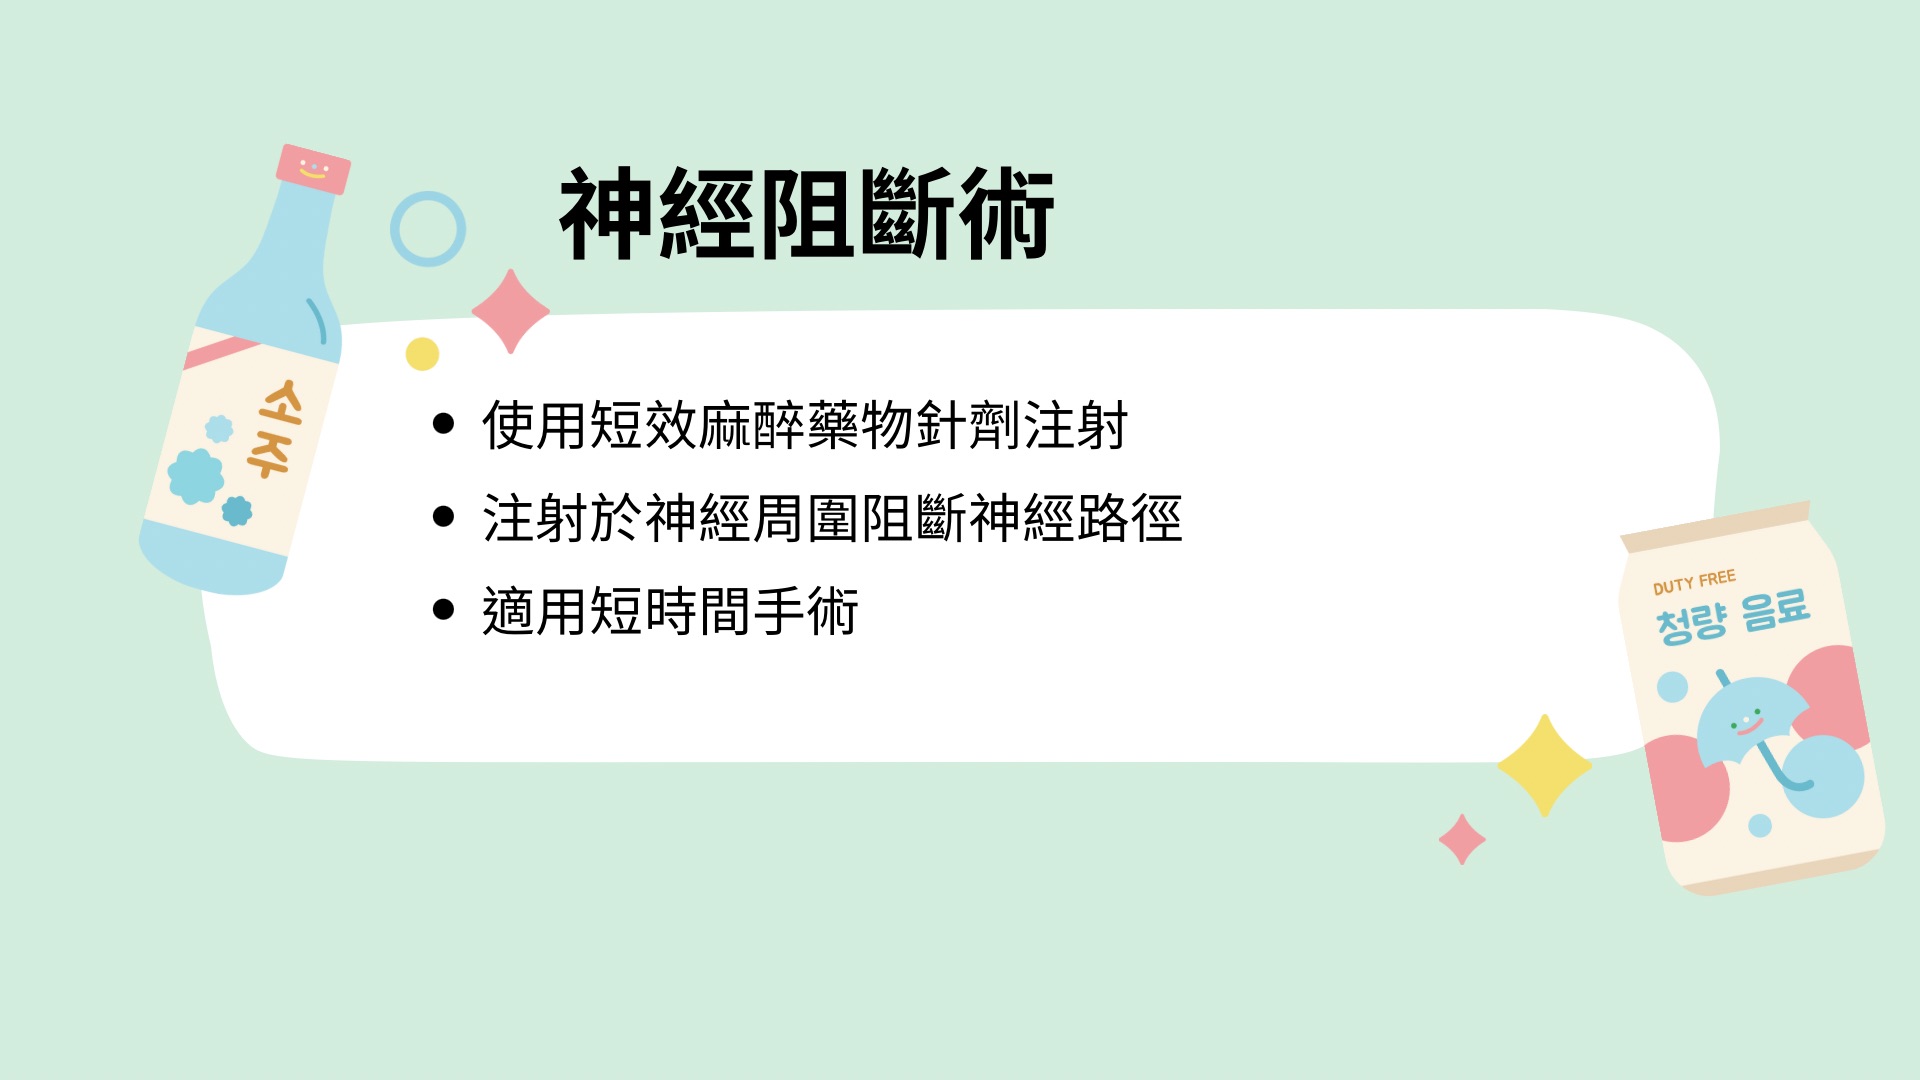 神經阻斷術
소
주
• 使用短效麻醉藥物針劑注射
• 注射於神經周圍阻斷神經路徑
• 適用短時間手術
DUTY FREE
청량 음료